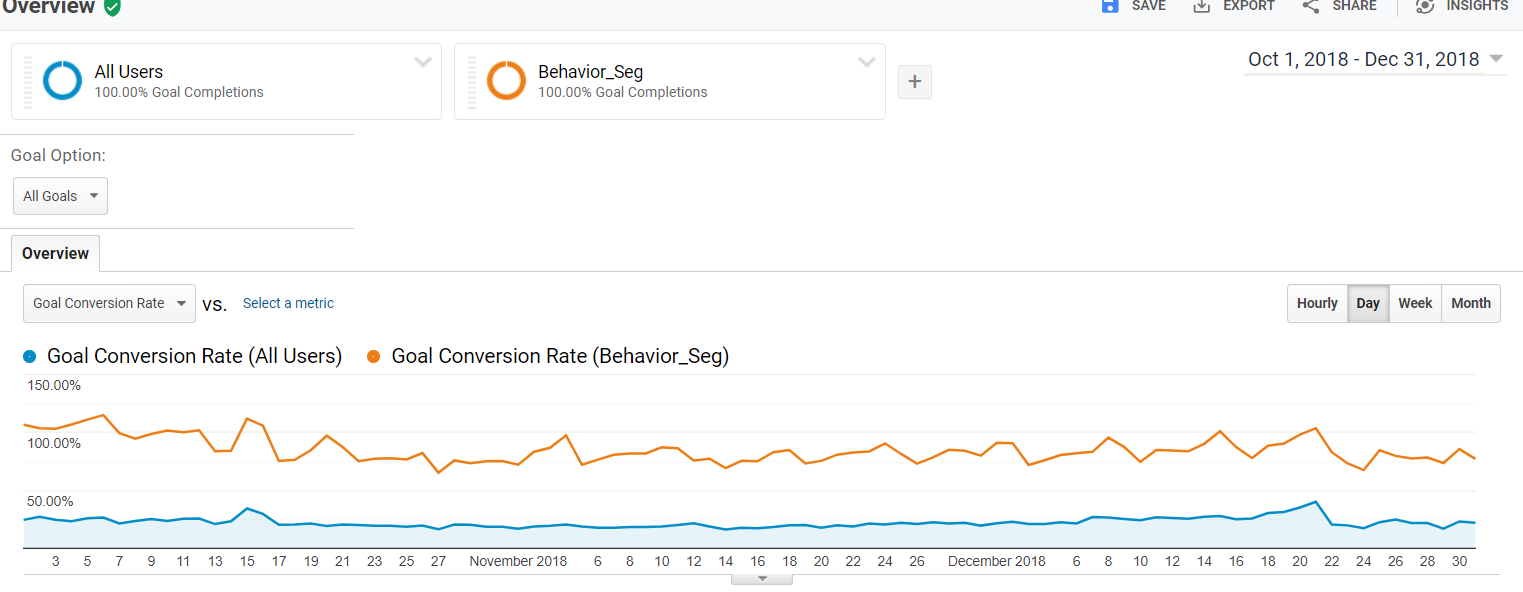 Overview SAVE EXPORT SHARE INSIGHTS
All Users
100.00% Goal Completions
Behavior_Seg
100.00% Goal Completions
+
Oct 1, 2018 - Dec 31, 2018
Goal Option:
All Goals
Overview
Goal Conversion Rate vs. Select a metric
Hourly Day Week Month
Goal Conversion Rate (All Users) Goal Conversion Rate (Behavior_Seg)
150.00%
100.00%
50.00%
3 5 7 9 11 13 15 17 19 21 23 25 27 November 2018 6 8 10 12 14 16 18 20 22 24 26 December 2018 6 8 10 12 14 16 18 20 22 24 26 28 30